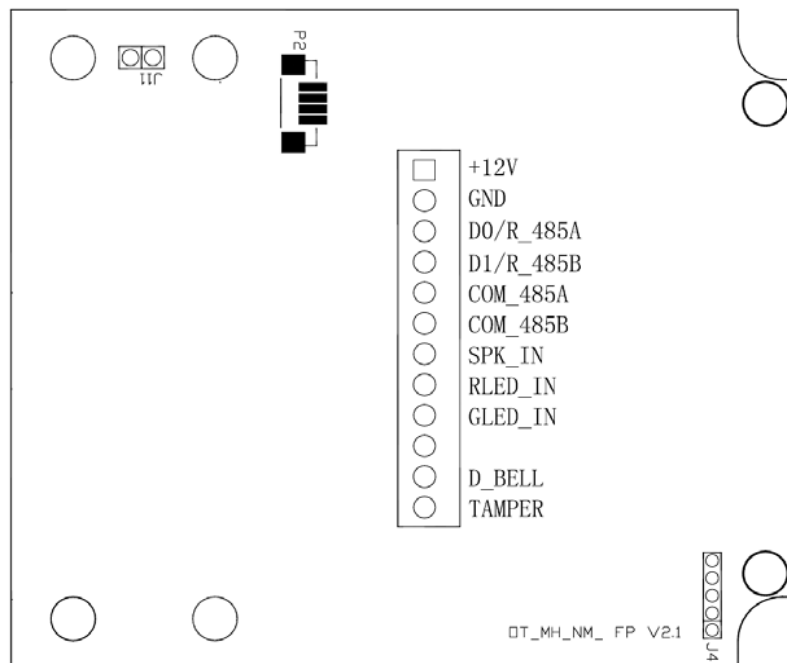 P2
J11
+12V
GND
D0/R_485A
D1/R_485B
COM_485A
COM_485B
SPK_IN
RLED_IN
GLED_IN
D_BELL
TAMPER
OT_MH_NM_ FP V2.1
J4